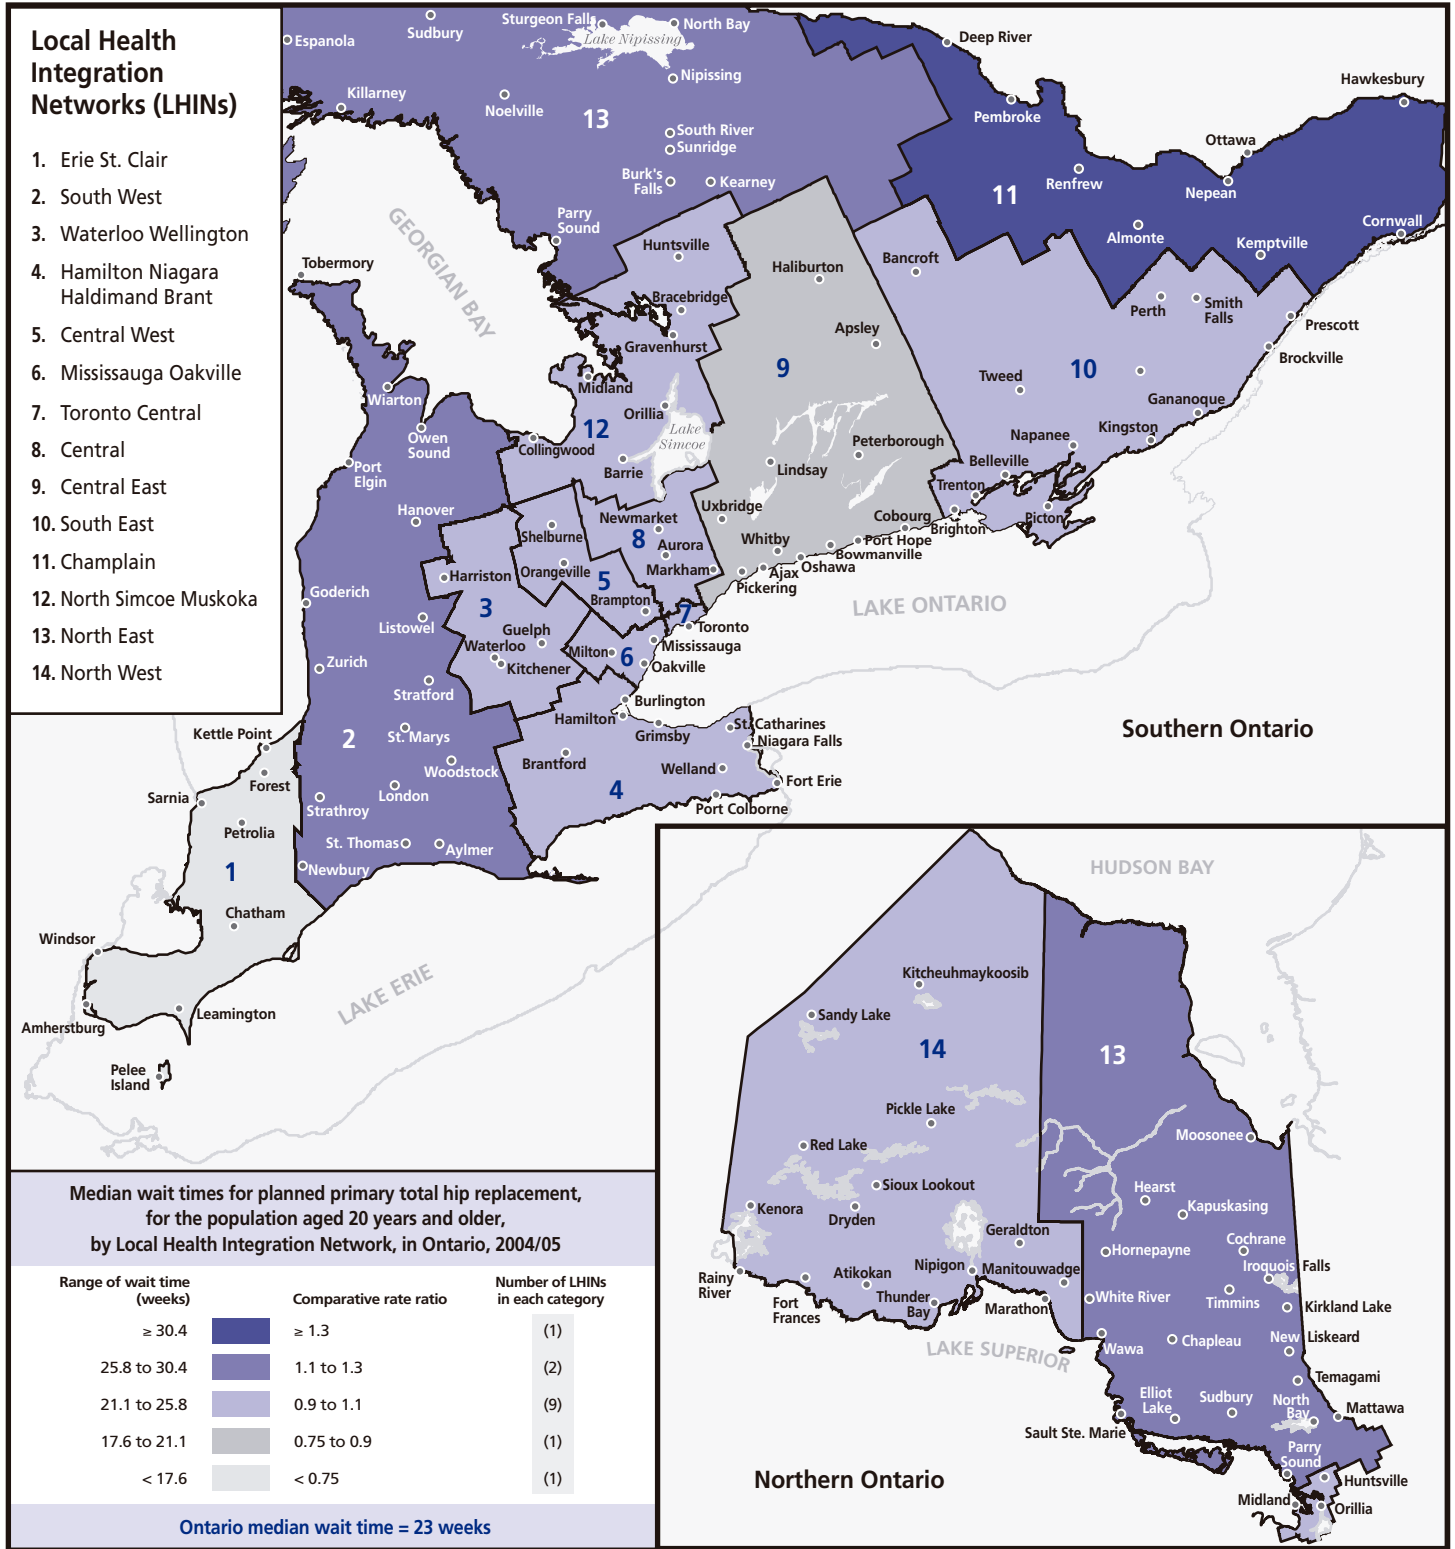 Local Health
Integration
Networks (LHINs)
1. Erie St. Clair
2. South West
3. Waterloo Wellington
4. Hamilton Niagara
Haldimand Brant
5. Central West
6. Mississauga Oakville
7. Toronto Central
8. Central
9. Central East
10. South East
11. Champlain
12. North Simcoe Muskoka
13. North East
14. North West
Espanola
Sudbury
Sturgeon Falls
North Bay
Lake Nipissing
Nipissing
Killarney
Noelville
13
South River
Sunridge
Burk's
Falls
Kearney
Parry
Sound
Deep River
Pembroke
Hawkesbury
Ottawa
Renfrew
Nepean
11
Almonte
Kemptville
Cornwall
GEORGIAN BAY
Tobermory
Huntsville
Haliburton
Bancroft
Bracebridge
Perth
Smith
Falls
Prescott
Apsley
Gravenhurst
Brockville
9
10
Midland
Tweed
Gananoque
Wiarton
Orillia
12
Lake
Simcoe
Owen
Sound
Collingwood
Peterborough
Napanee
Kingston
Barrie
Lindsay
Belleville
Port
Elgin
Trenton
Hanover
Newmarket
Uxbridge
Cobourg
Brighton
Picton
Shelburne
8
Aurora
Whitby
Port Hope
Bowmanville
Orangeville
Markham
Oshawa
Ajax
Pickering
Harriston
5
Brampton
Goderich
3
7
LAKE ONTARIO
Listowel
Guelph
Toronto
Waterloo
Milton
6
Mississauga
Zurich
Kitchener
Oakville
Stratford
Burlington
Hamilton
Kettle Point
2
St. Marys
Grimsby
St. Catharines
Niagara Falls
Southern Ontario
Forest
Woodstock
Brantford
Welland
Fort Erie
Sarnia
London
4
Port Colborne
Strathroy
Petrolia
St. Thomas
Aylmer
1
Newbury
Chatham
Windsor
LAKE ERIE
Amherstburg
Leamington
Pelee
Island
HUDSON BAY
Kitcheuhmaykoosib
Sandy Lake
14
13
Pickle Lake
Moosonee
Red Lake
Sioux Lookout
Hearst
Kapuskasing
Kenora
Dryden
Geraldton
Hornepayne
Cochrane
Iroquois Falls
Rainy
River
Atikokan
Nipigon
Manitouwadge
Fort
Frances
Thunder
Bay
Marathon
White River
Timmins
Kirkland Lake
LAKE SUPERIOR
Wawa
Chapleau
New Liskeard
Temagami
Elliot
Lake
Sudbury
North
Bay
Mattawa
Sault Ste. Marie
Parry
Sound
Huntsville
Midland
Orillia
Northern Ontario
Median wait times for planned primary total hip replacement,
for the population aged 20 years and older,
by Local Health Integration Network, in Ontario, 2004/05
Range of wait time
(weeks)
Comparative rate ratio
Number of LHINs
in each category
≥ 30.4 ≥ 1.3 (1)
25.8 to 30.4 1.1 to 1.3 (2)
21.1 to 25.8 0.9 to 1.1 (9)
17.6 to 21.1 0.75 to 0.9 (1)
< 17.6 < 0.75 (1)
Ontario median wait time = 23 weeks